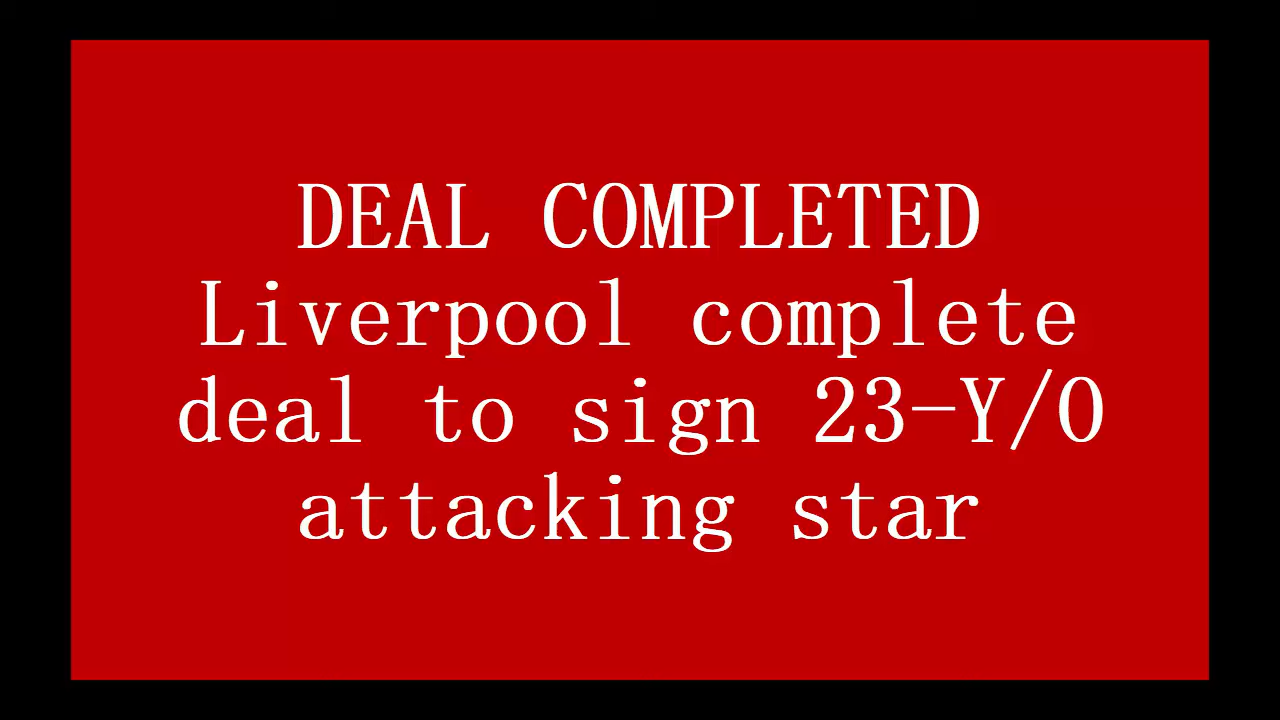 DEAL COMPLETED
Liverpool complete
deal to sign 23-Y/O
attacking star